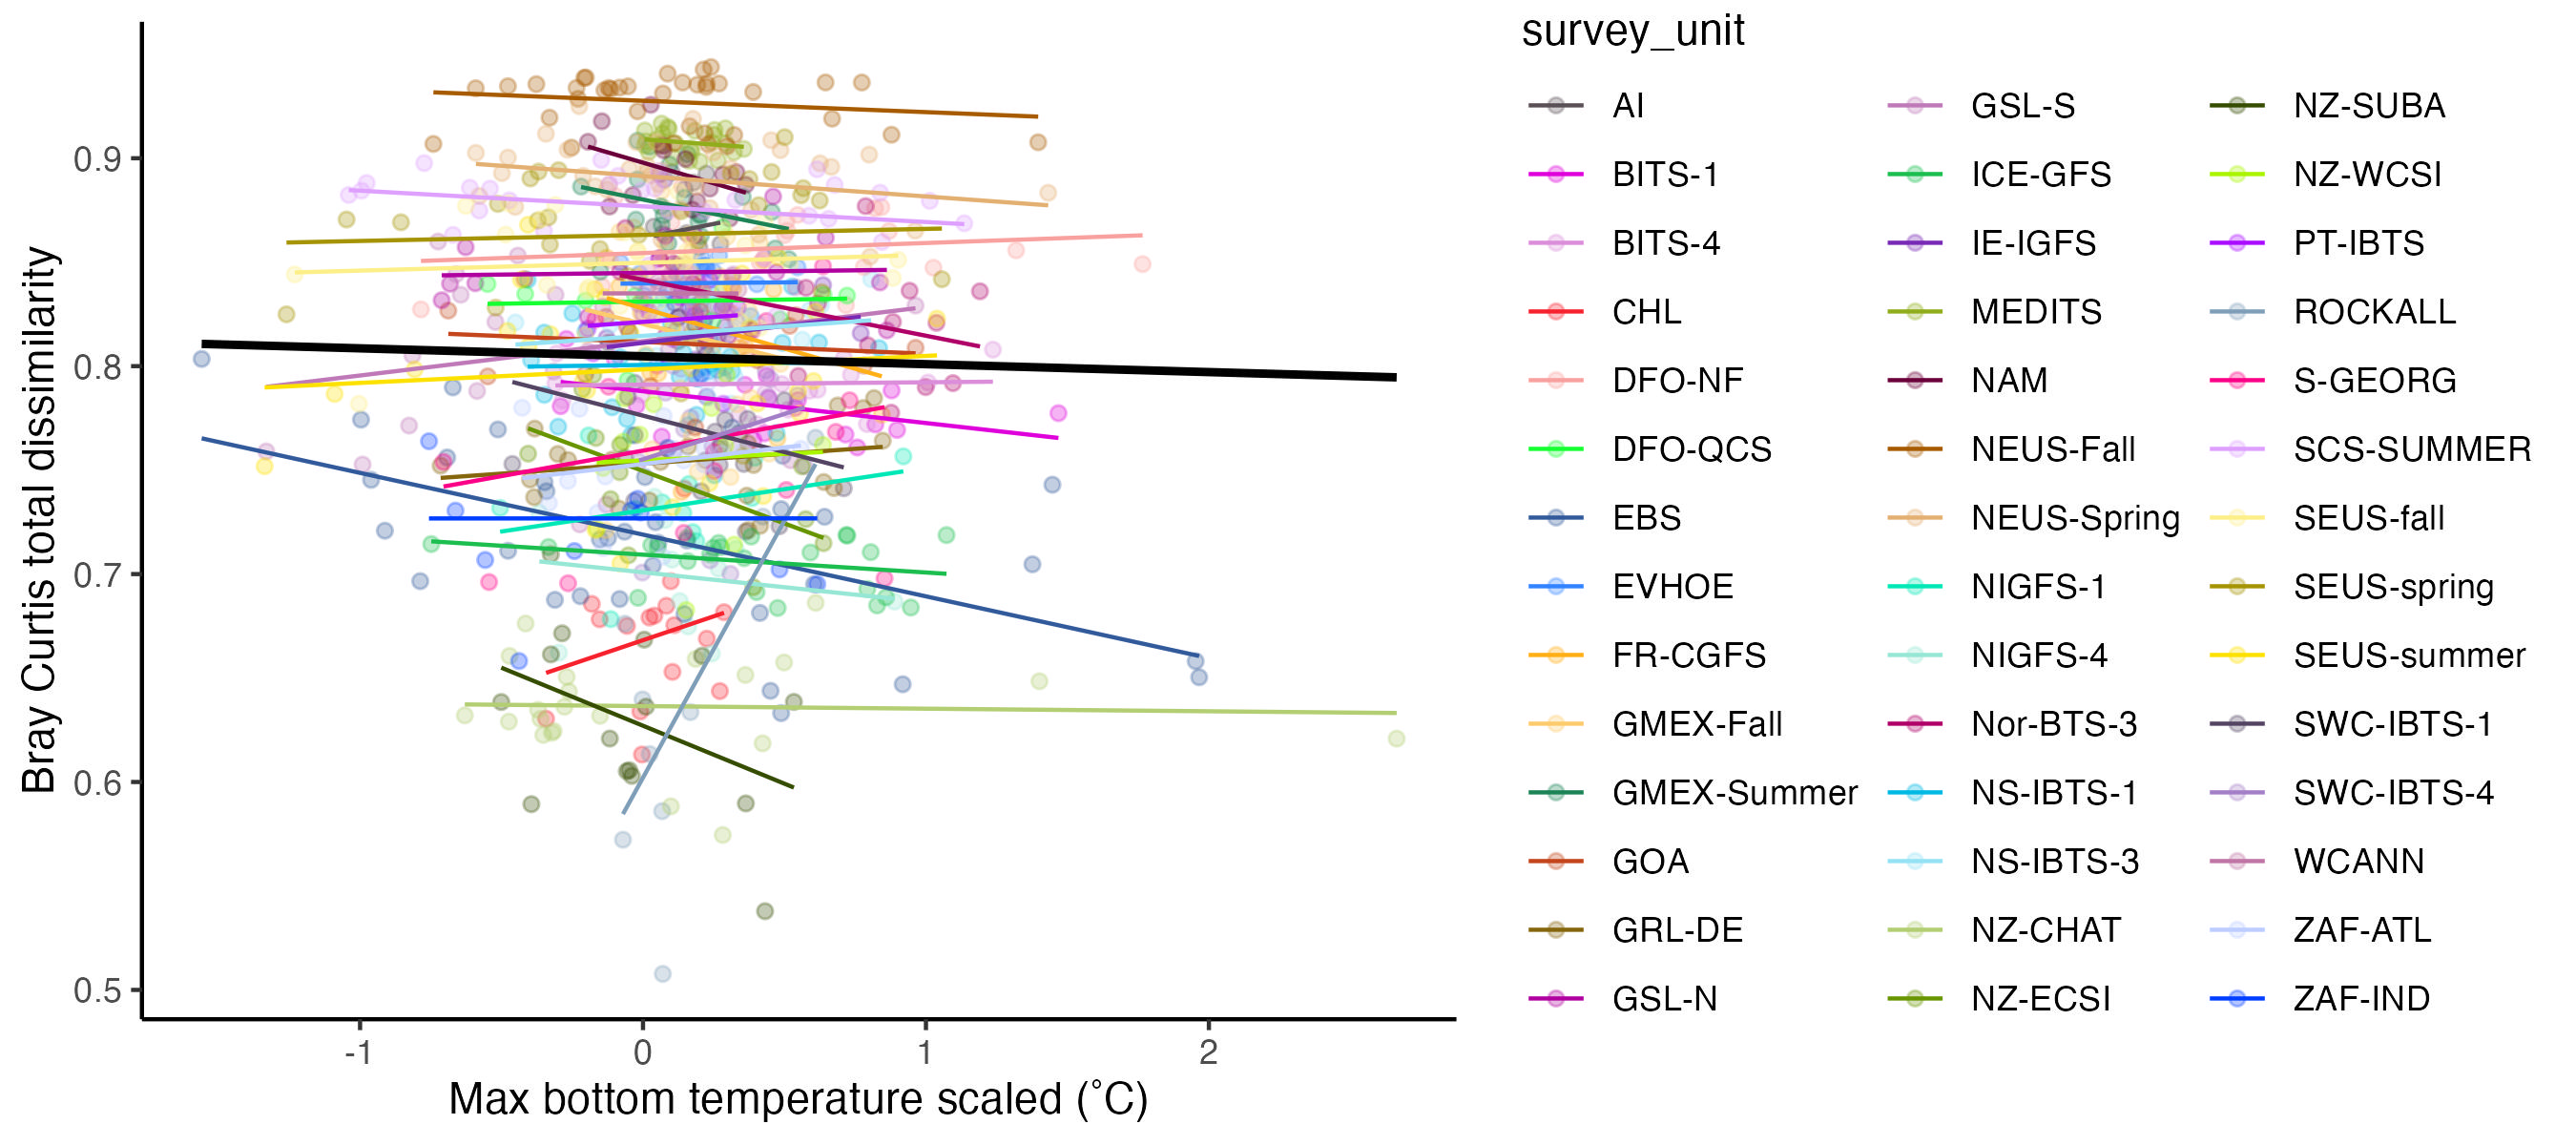 survey_unit
AI
BITS-1
BITS-4
CHL
DFO-NF
DFO-QCS
EBS
EVHOE
FR-CGFS
GMEX-Fall
GMEX-Summer
GOA
GRL-DE
GSL-N
GSL-S
ICE-GFS
IE-IGFS
MEDITS
NAM
NEUS-Fall
NEUS-Spring
NIGFS-1
NIGFS-4
Nor-BTS-3
NS-IBTS-1
NS-IBTS-3
NZ-CHAT
NZ-ECSI
NZ-SUBA
NZ-WCSI
PT-IBTS
ROCKALL
S-GEORG
SCS-SUMMER
SEUS-fall
SEUS-spring
SEUS-summer
SWC-IBTS-1
SWC-IBTS-4
WCANN
ZAF-ATL
ZAF-IND
Bray Curtis total dissimilarity
0.9
0.8
0.7
0.6
0.5
-1
0
1
2
Max bottom temperature scaled (˚C)